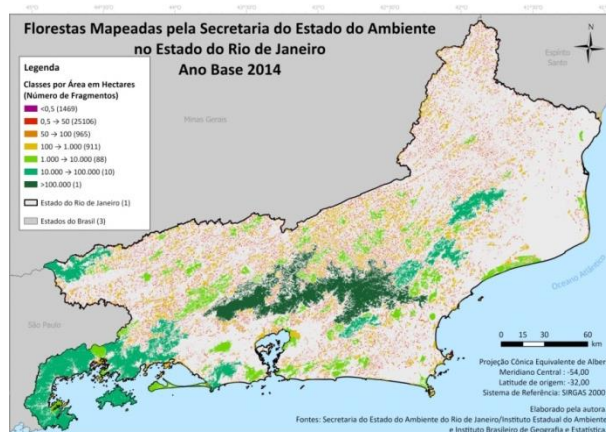 Florestas Mapeadas pela Secretaria do Estado do Ambiente
no Estado do Rio de Janeiro
Ano Base 2014
N
Espírito
Santo
Legenda
Classes por Área em Hectares
(Número de Fragmentos)
<0,5 (1469)
0,5 → 50 (25106)
50 → 100 (965)
100 → 1.000 (911)
1.000 → 10.000 (88)
10.000 → 100.000 (10)
>100.000 (1)
Estado do Rio de Janeiro (1)
Estados do Brasil (3)
Minas Gerais
São Paulo
Oceano Atlântico
0 15 30 60
km
Projeção Cônica Equivalente de Alber
Meridiano Central : -54,00
Latitude de origem: -32,00
Sistema de Referência: SIRGAS 2000
Elaborado pela autora
Fontes: Secretaria do Estado do Ambiente do Rio de Janeiro/Instituto Estadual do Ambiente
e Instituto Brasileiro de Geografia e Estatística